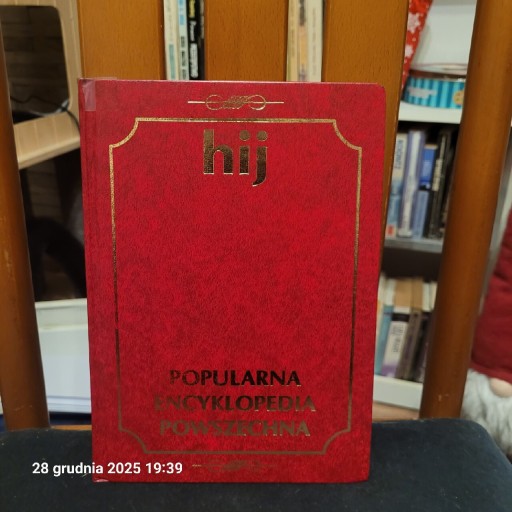 hij
POPULARNA
ENCYKLOPEDIA
POWSZECHNA
28 grudnia 2025 19:39